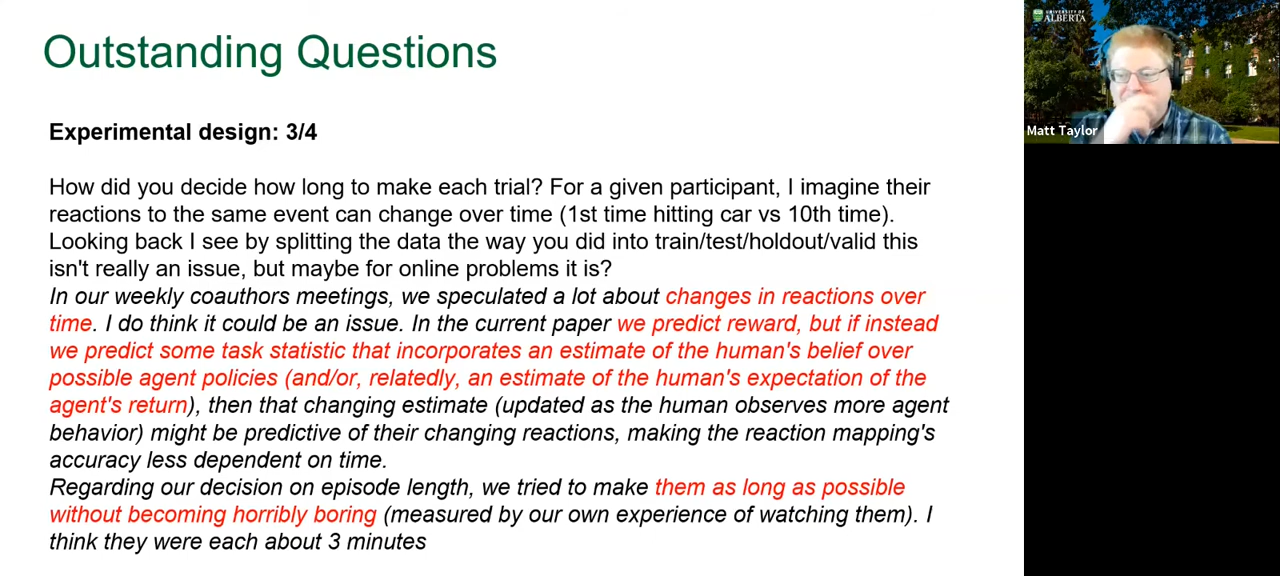 Outstanding Questions
Experimental design: 3/4
How did you decide how long to make each trial? For a given participant, I imagine their
reactions to the same event can change over time (1st time hitting car vs 10th time).
Looking back I see by splitting the data the way you did into train/test/holdout/valid this
isn't really an issue, but maybe for online problems it is?
In our weekly coauthors meetings, we speculated a lot about changes in reactions over
time. I do think it could be an issue. In the current paper we predict reward, but if instead
we predict some task statistic that incorporates an estimate of the human's belief over
possible agent policies (and/or, relatedly, an estimate of the human's expectation of the
agent's return), then that changing estimate (updated as the human observes more agent
behavior) might be predictive of their changing reactions, making the reaction mapping's
accuracy less dependent on time.
Regarding our decision on episode length, we tried to make them as long as possible
without becoming horribly boring (measured by our own experience of watching them). I
think they were each about 3 minutes
UNIVERSITY OF
ALBERTA
Matt Taylor